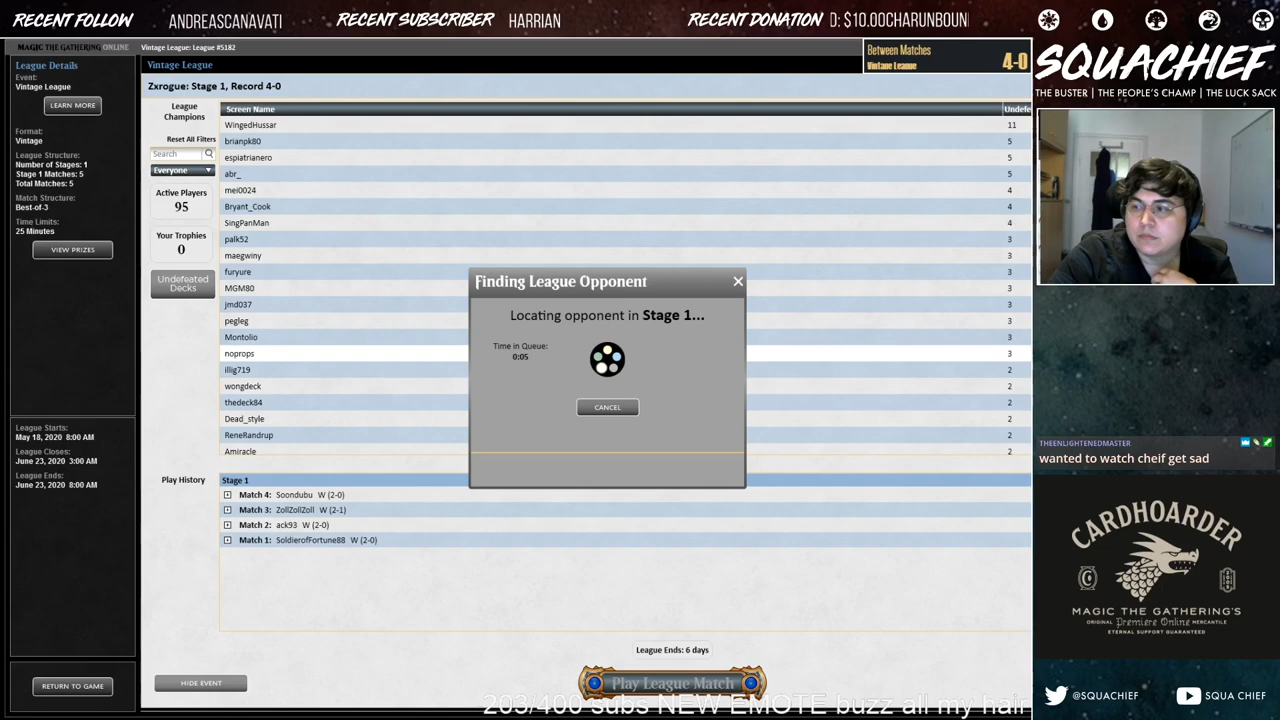 RECENT FOLLOW ANDREASCANAVATI RECENT SUBSCRIBER HARRIAN RECENT DONATION D: $10.00CHARUNBOUN
MAGIC THE GATHERING ONLINE
Vintage League: League #5182
League Details
Event:
Vintage League
LEARN MORE
Format:
Vintage
League Structure:
Number of Stages: 1
Stage 1 Matches: 5
Total Matches: 5
Match Structure:
Best-of-3
Time Limits:
25 Minutes
VIEW PRIZES
League Starts:
May 18, 2020 8:00 AM
League Closes:
June 23, 2020 3:00 AM
League Ends:
June 23, 2020 8:00 AM
RETURN TO GAME
Vintage League
Between Matches
Vintage League
4-0
Zxrogue: Stage 1, Record 4-0
League Champions
Reset All Filters
Search
Everyone
Active Players
95
Your Trophies
0
Undefeated Decks
Screen Name Undefe
WingedHussar 11
brianpk80 5
espiatrianero 5
abr_ 5
mei0024 4
Bryant_Cook 4
SingPanMan 4
palk52 3
maegwiny 3
furyure 3
MGM80 3
jmd037 3
pegleg 3
Montolio 3
noprops 3
illig719 2
wongdeck 2
thedeck84 2
Dead_style 2
ReneRandrup 2
Amiracle 2
Finding League Opponent
Locating opponent in Stage 1...
Time in Queue:
0:05
CANCEL
Play History
Stage 1
Match 4: Soondubu W (2-0)
Match 3: ZollZollZoll W (2-1)
Match 2: ack93 W (2-0)
Match 1: SoldierofFortune88 W (2-0)
League Ends: 6 days
HIDE EVENT
Play League Match
203/400 subs NEW EMOTE buzz all my hair
SQUACHIEF
THE BUSTER | THE PEOPLE'S CHAMP | THE LUCK SACK
THEENLIGHTENEDMASTER
wanted to watch cheif get sad
CARDHOARDER
MAGIC THE GATHERING'S
ORIGINAL Premiere Online MERCANTILE
ETERNAL SUPPORT GUARANTEED
@SQUACHIEF
SQUA CHIEF